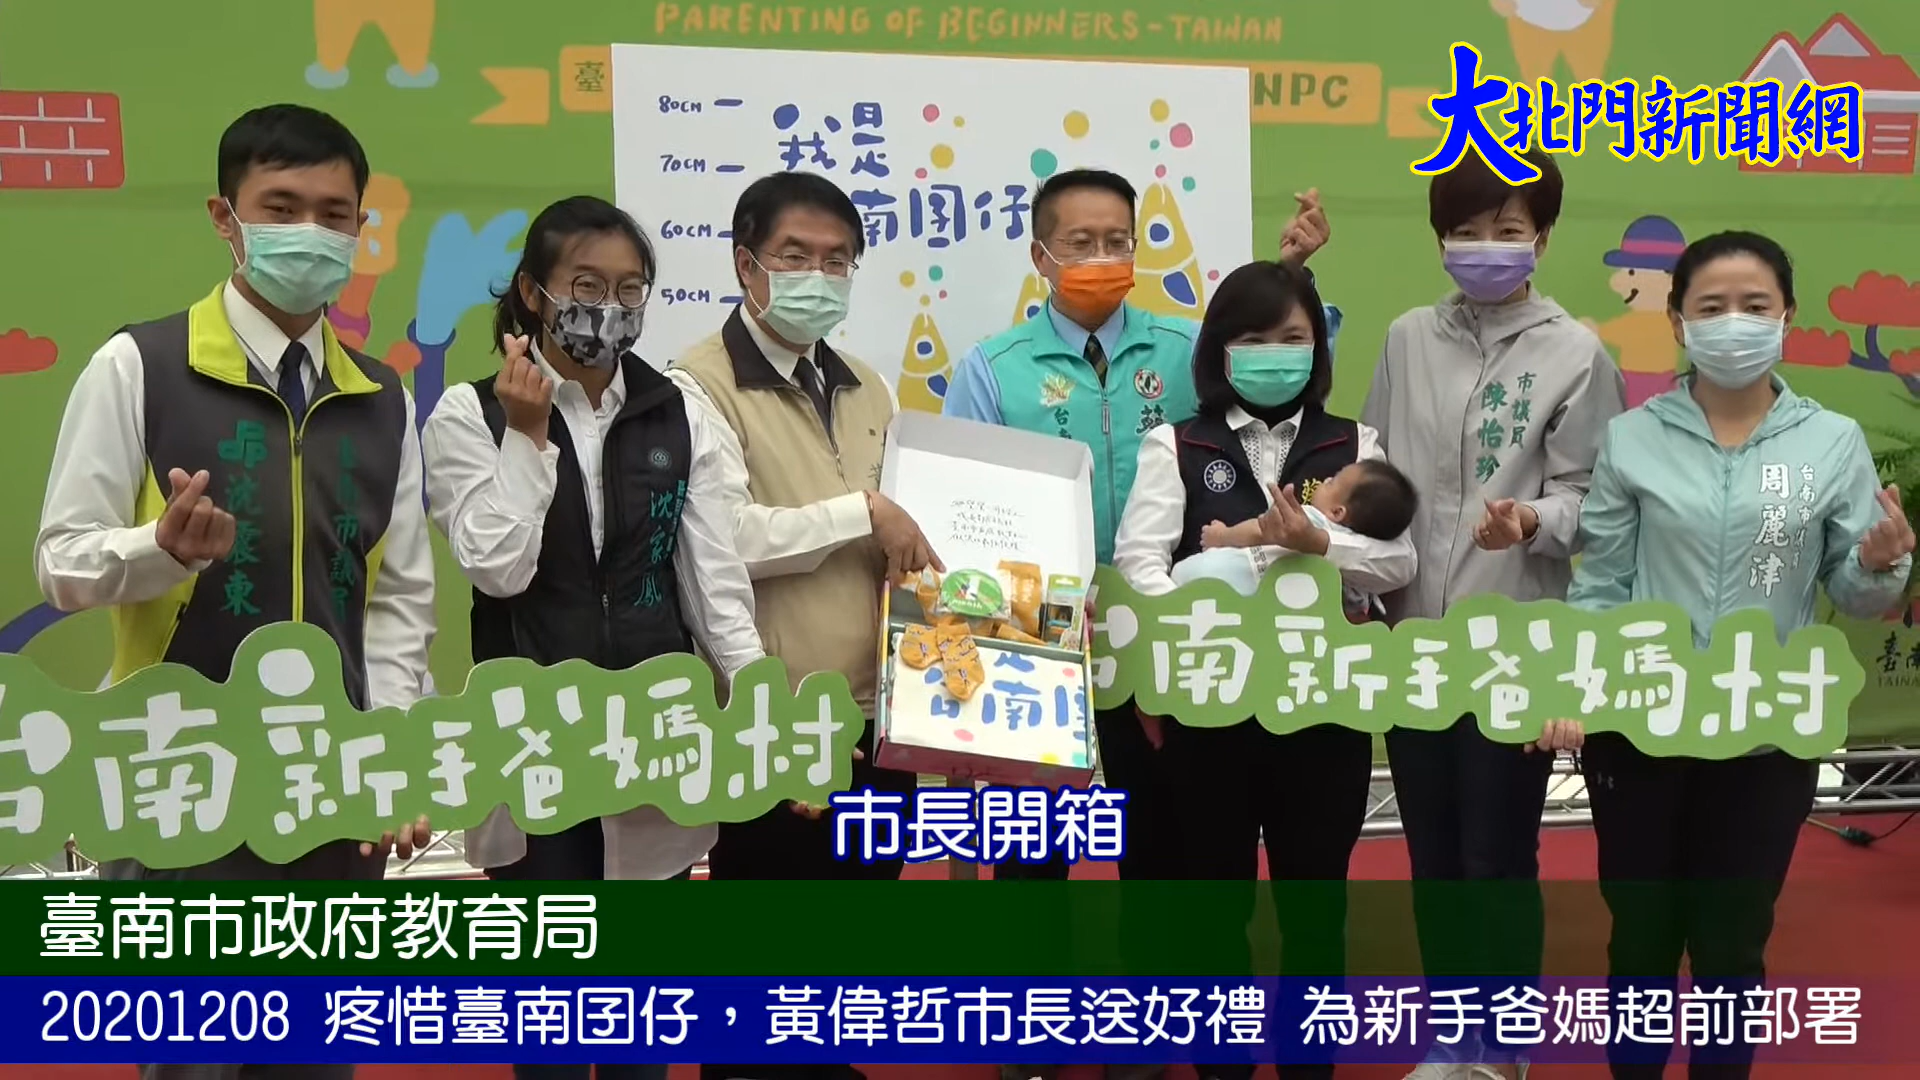 PARENTING OF BEGINNERS-TAINAN
臺
NPC
大北門新聞網
80CM
70CM
60CM
50CM
我是
南囝仔
沈震東
市議員
沈家鳳
市議員
陳怡珍
台南市議員
周麗津
台南新手爸媽村
台南新手爸媽村
市長開箱
臺南市政府教育局
20201208 疼惜臺南囝仔，黃偉哲市長送好禮 為新手爸媽超前部署